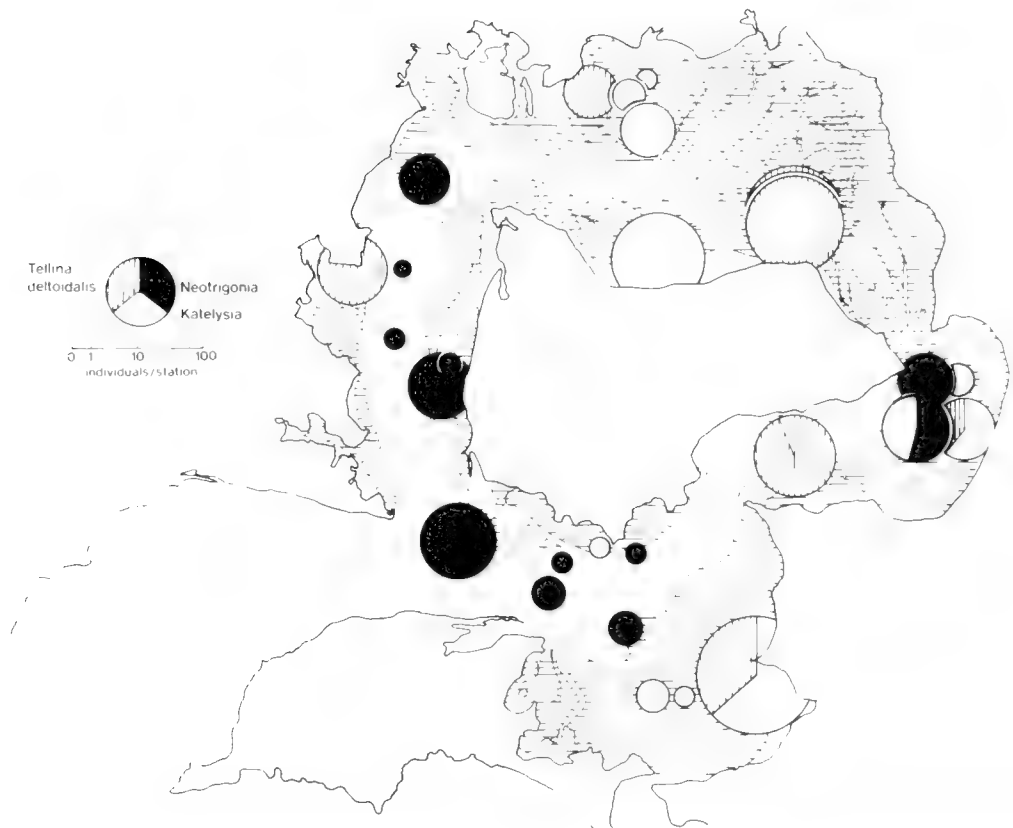 Tellina
deltoidalis
Neotrigonia
Katelysia
0 1 10 100
individuals/station